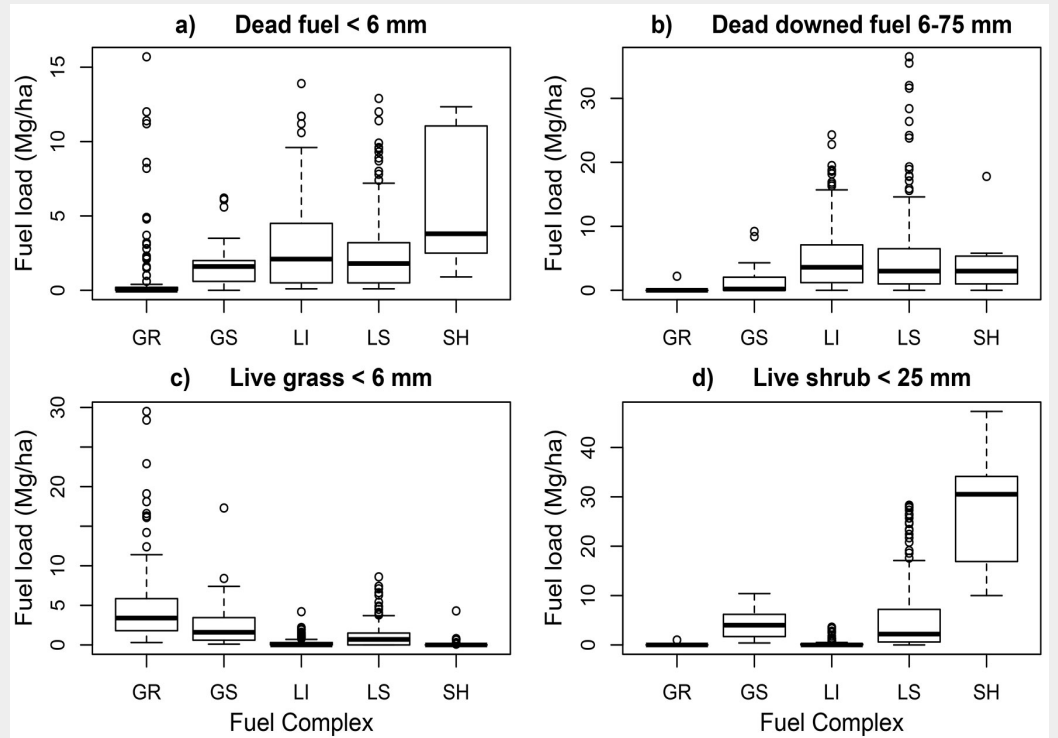 a) Dead fuel < 6 mm
Fuel load (Mg/ha)
15
10
5
0
GR GS LI LS SH
b) Dead downed fuel 6-75 mm
Fuel load (Mg/ha)
30
20
10
0
GR GS LI LS SH
c) Live grass < 6 mm
Fuel load (Mg/ha)
30
20
10
5
0
GR GS LI LS SH
Fuel Complex
d) Live shrub < 25 mm
Fuel load (Mg/ha)
40
30
20
10
0
GR GS LI LS SH
Fuel Complex